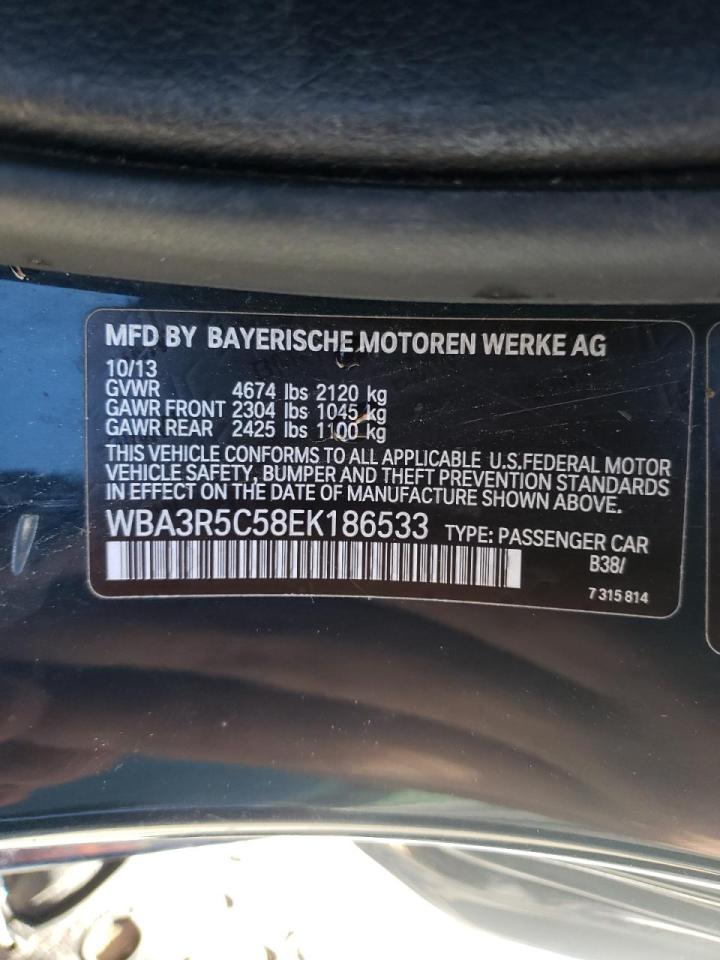 MFD BY BAYERISCHE MOTOREN WERKE AG
10/13
GVWR 4674 lbs 2120 kg
GAWR FRONT 2304 lbs 1045 kg
GAWR REAR 2425 lbs 1100 kg
THIS VEHICLE CONFORMS TO ALL APPLICABLE U.S.FEDERAL MOTOR
VEHICLE SAFETY, BUMPER AND THEFT PREVENTION STANDARDS
IN EFFECT ON THE DATE OF MANUFACTURE SHOWN ABOVE.
WBA3R5C58EK186533 TYPE: PASSENGER CAR
B38/
7 315 814